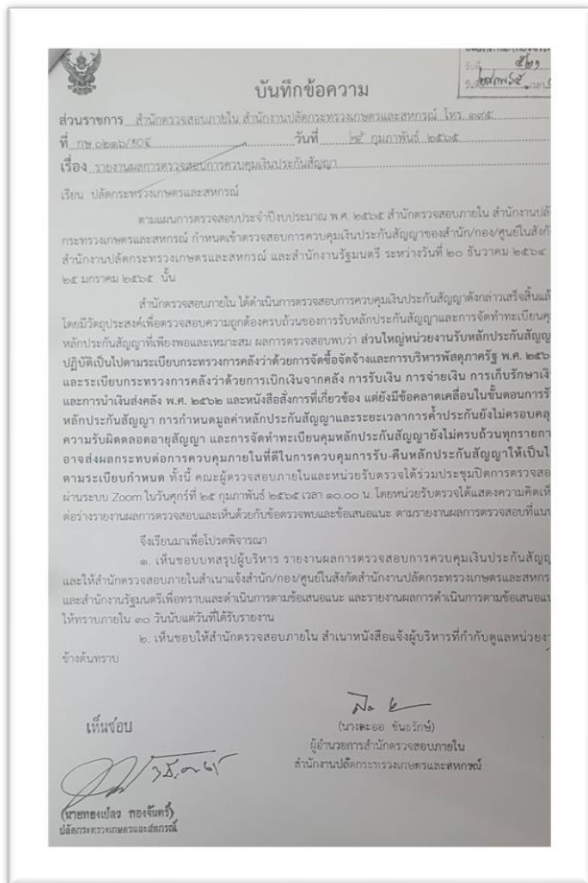 ๕๒๑
บันทึกข้อความ
ส่วนราชการ สำนักตรวจสอบภายใน สำนักงานปลัดกระทรวงเกษตรและสหกรณ์ โทร. ๓๙๕
ที่ กษ ๐๒๑๖/ วันที่ ๒๙ กุมภาพันธ์ ๒๕๖๕
เรื่อง รายงานผลการตรวจสอบการควบคุมเงินประกันสัญญา
เรียน ปลัดกระทรวงเกษตรและสหกรณ์
ตามแผนการตรวจสอบประจำปีงบประมาณ พ.ศ. ๒๕๖๕ สำนักตรวจสอบภายใน สำนักงานปลั
กระทรวงเกษตรและสหกรณ์ กำหนดเข้าตรวจสอบการควบคุมเงินประกันสัญญาของสำนัก/กอง/ศูนย์ในสังกั
สำนักงานปลัดกระทรวงเกษตรและสหกรณ์ และสำนักงานรัฐมนตรี ระหว่างวันที่ ๒๐ ธันวาคม ๒๕๖๔
๒๕ มกราคม ๒๕๖๕ นั้น
สำนักตรวจสอบภายใน ได้ดำเนินการตรวจสอบการควบคุมเงินประกันสัญญาดังกล่าวเสร็จสิ้นแล้
โดยมีวัตถุประสงค์เพื่อตรวจสอบความถูกต้องครบถ้วนของการรับหลักประกันสัญญาและการจัดทำทะเบียนคุ
หลักประกันสัญญาที่เพียงพอและเหมาะสม ผลการตรวจสอบพบว่า ส่วนใหญ่หน่วยงานรับหลักประกันสัญญ
ปฏิบัติเป็นไปตามระเบียบกระทรวงการคลังว่าด้วยการจัดซื้อจัดจ้างและการบริหารพัสดุภาครัฐ พ.ศ. ๒๕๖
และระเบียบกระทรวงการคลังว่าด้วยการเบิกเงินจากคลัง การรับเงิน การจ่ายเงิน การเก็บรักษาเงิ
และการนำเงินส่งคลัง พ.ศ. ๒๕๖๒ และหนังสือสั่งการที่เกี่ยวข้อง แต่ยังมีข้อคลาดเคลื่อนในขั้นตอนการรั
หลักประกันสัญญา การกำหนดมูลค่าหลักประกันสัญญาและระยะเวลาการค้ำประกันยังไม่ครอบคลุ
ความรับผิดตลอดอายุสัญญา และการจัดทำทะเบียนคุมหลักประกันสัญญายังไม่ครบถ้วนทุกรายกา
อาจส่งผลกระทบต่อการควบคุมภายในที่ดีในการควบคุมการรับ-คืนหลักประกันสัญญาให้เป็นไ
ตามระเบียบกำหนด ทั้งนี้ คณะผู้ตรวจสอบภายในและหน่วยรับตรวจได้ร่วมประชุมปิดการตรวจสอ
ผ่านระบบ Zoom ในวันศุกร์ที่ ๒๕ กุมภาพันธ์ ๒๕๖๕ เวลา ๑๐.๐๐ น. โดยหน่วยรับตรวจได้แสดงความคิดเห็
ต่อร่างรายงานผลการตรวจสอบและเห็นด้วยกับข้อตรวจพบและข้อเสนอแนะ ตามรายงานผลการตรวจสอบที่แน
จึงเรียนมาเพื่อโปรดพิจารณา
๑. เห็นชอบบทสรุปผู้บริหาร รายงานผลการตรวจสอบการควบคุมเงินประกันสัญญ
และให้สำนักตรวจสอบภายในสำเนาแจ้งสำนัก/กอง/ศูนย์ในสังกัดสำนักงานปลัดกระทรวงเกษตรและสหกร
และสำนักงานรัฐมนตรีเพื่อทราบและดำเนินการตามข้อเสนอแนะ และรายงานผลการดำเนินการตามข้อเสนอแน
ให้ทราบภายใน ๓๐ วันนับแต่วันที่ได้รับรายงาน
๒. เห็นชอบให้สำนักตรวจสอบภายใน สำเนาหนังสือแจ้งผู้บริหารที่กำกับดูแลหน่วยง
ข้างต้นทราบ
(นางละออ ขันธรักษ์)
ผู้อำนวยการสำนักตรวจสอบภายใน
สำนักงานปลัดกระทรวงเกษตรและสหกรณ์
เห็นชอบ
(นายทองเปลว กองจันทร์)
ปลัดกระทรวงเกษตรและสหกรณ์